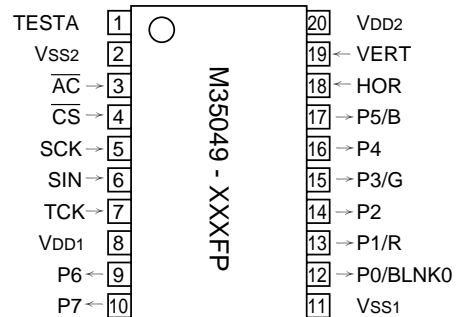 TESTA 1 20 VDD2
VSS2 2 19 ← VERT
A̅C̅ → 3 18 ← HOR
C̅S̅ → 4 17 → P5/B
SCK → 5 16 → P4
SIN → 6 15 → P3/G
TCK → 7 14 → P2
VDD1 8 13 → P1/R
P6 ← 9 12 → P0/BLNK0
P7 ← 10 11 VSS1
M35049 - XXXFP